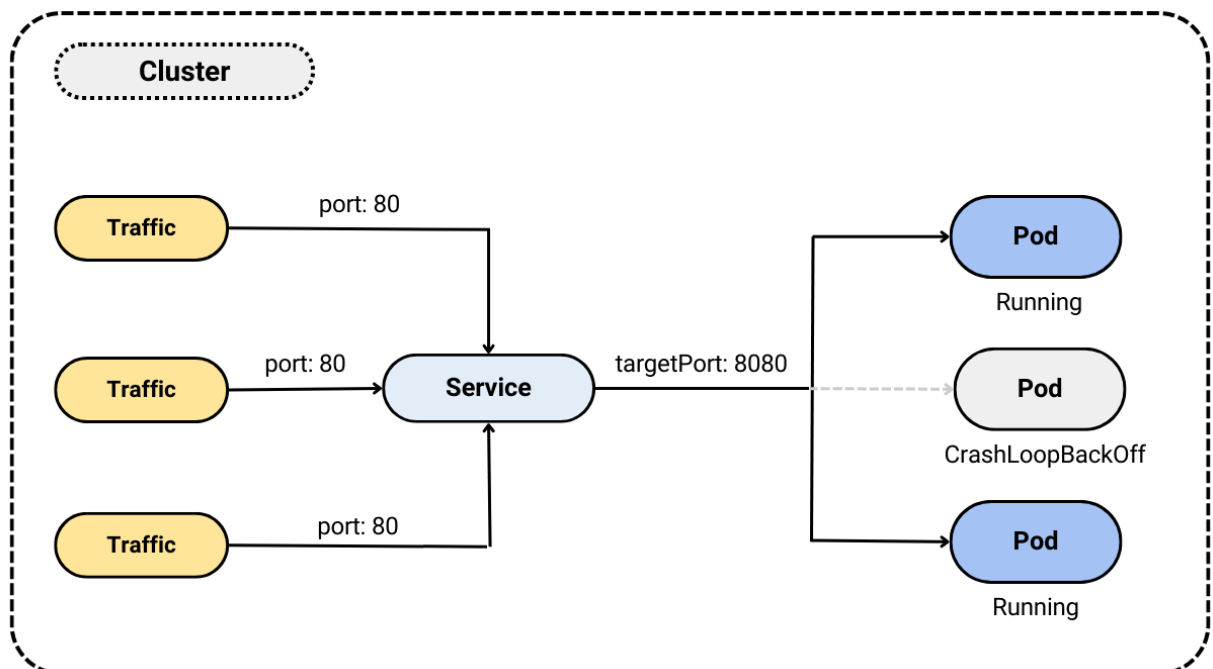 Cluster
port: 80
Traffic
Pod
Running
port: 80
targetPort: 8080
Traffic
Service
Pod
CrashLoopBackOff
port: 80
Traffic
Pod
Running